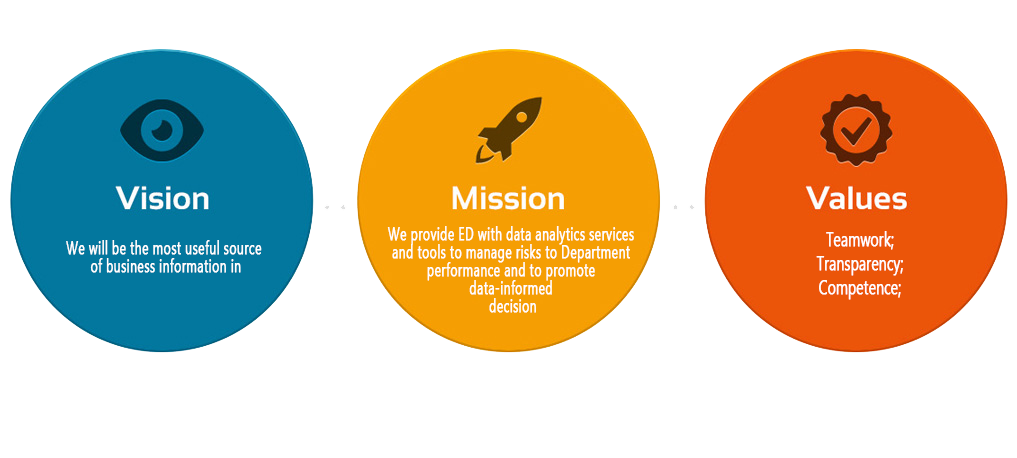 Vision
We will be the most useful source
of business information in
Mission
We provide ED with data analytics services
and tools to manage risks to Department
performance and to promote
data-informed
decision
Values
Teamwork;
Transparency;
Competence;